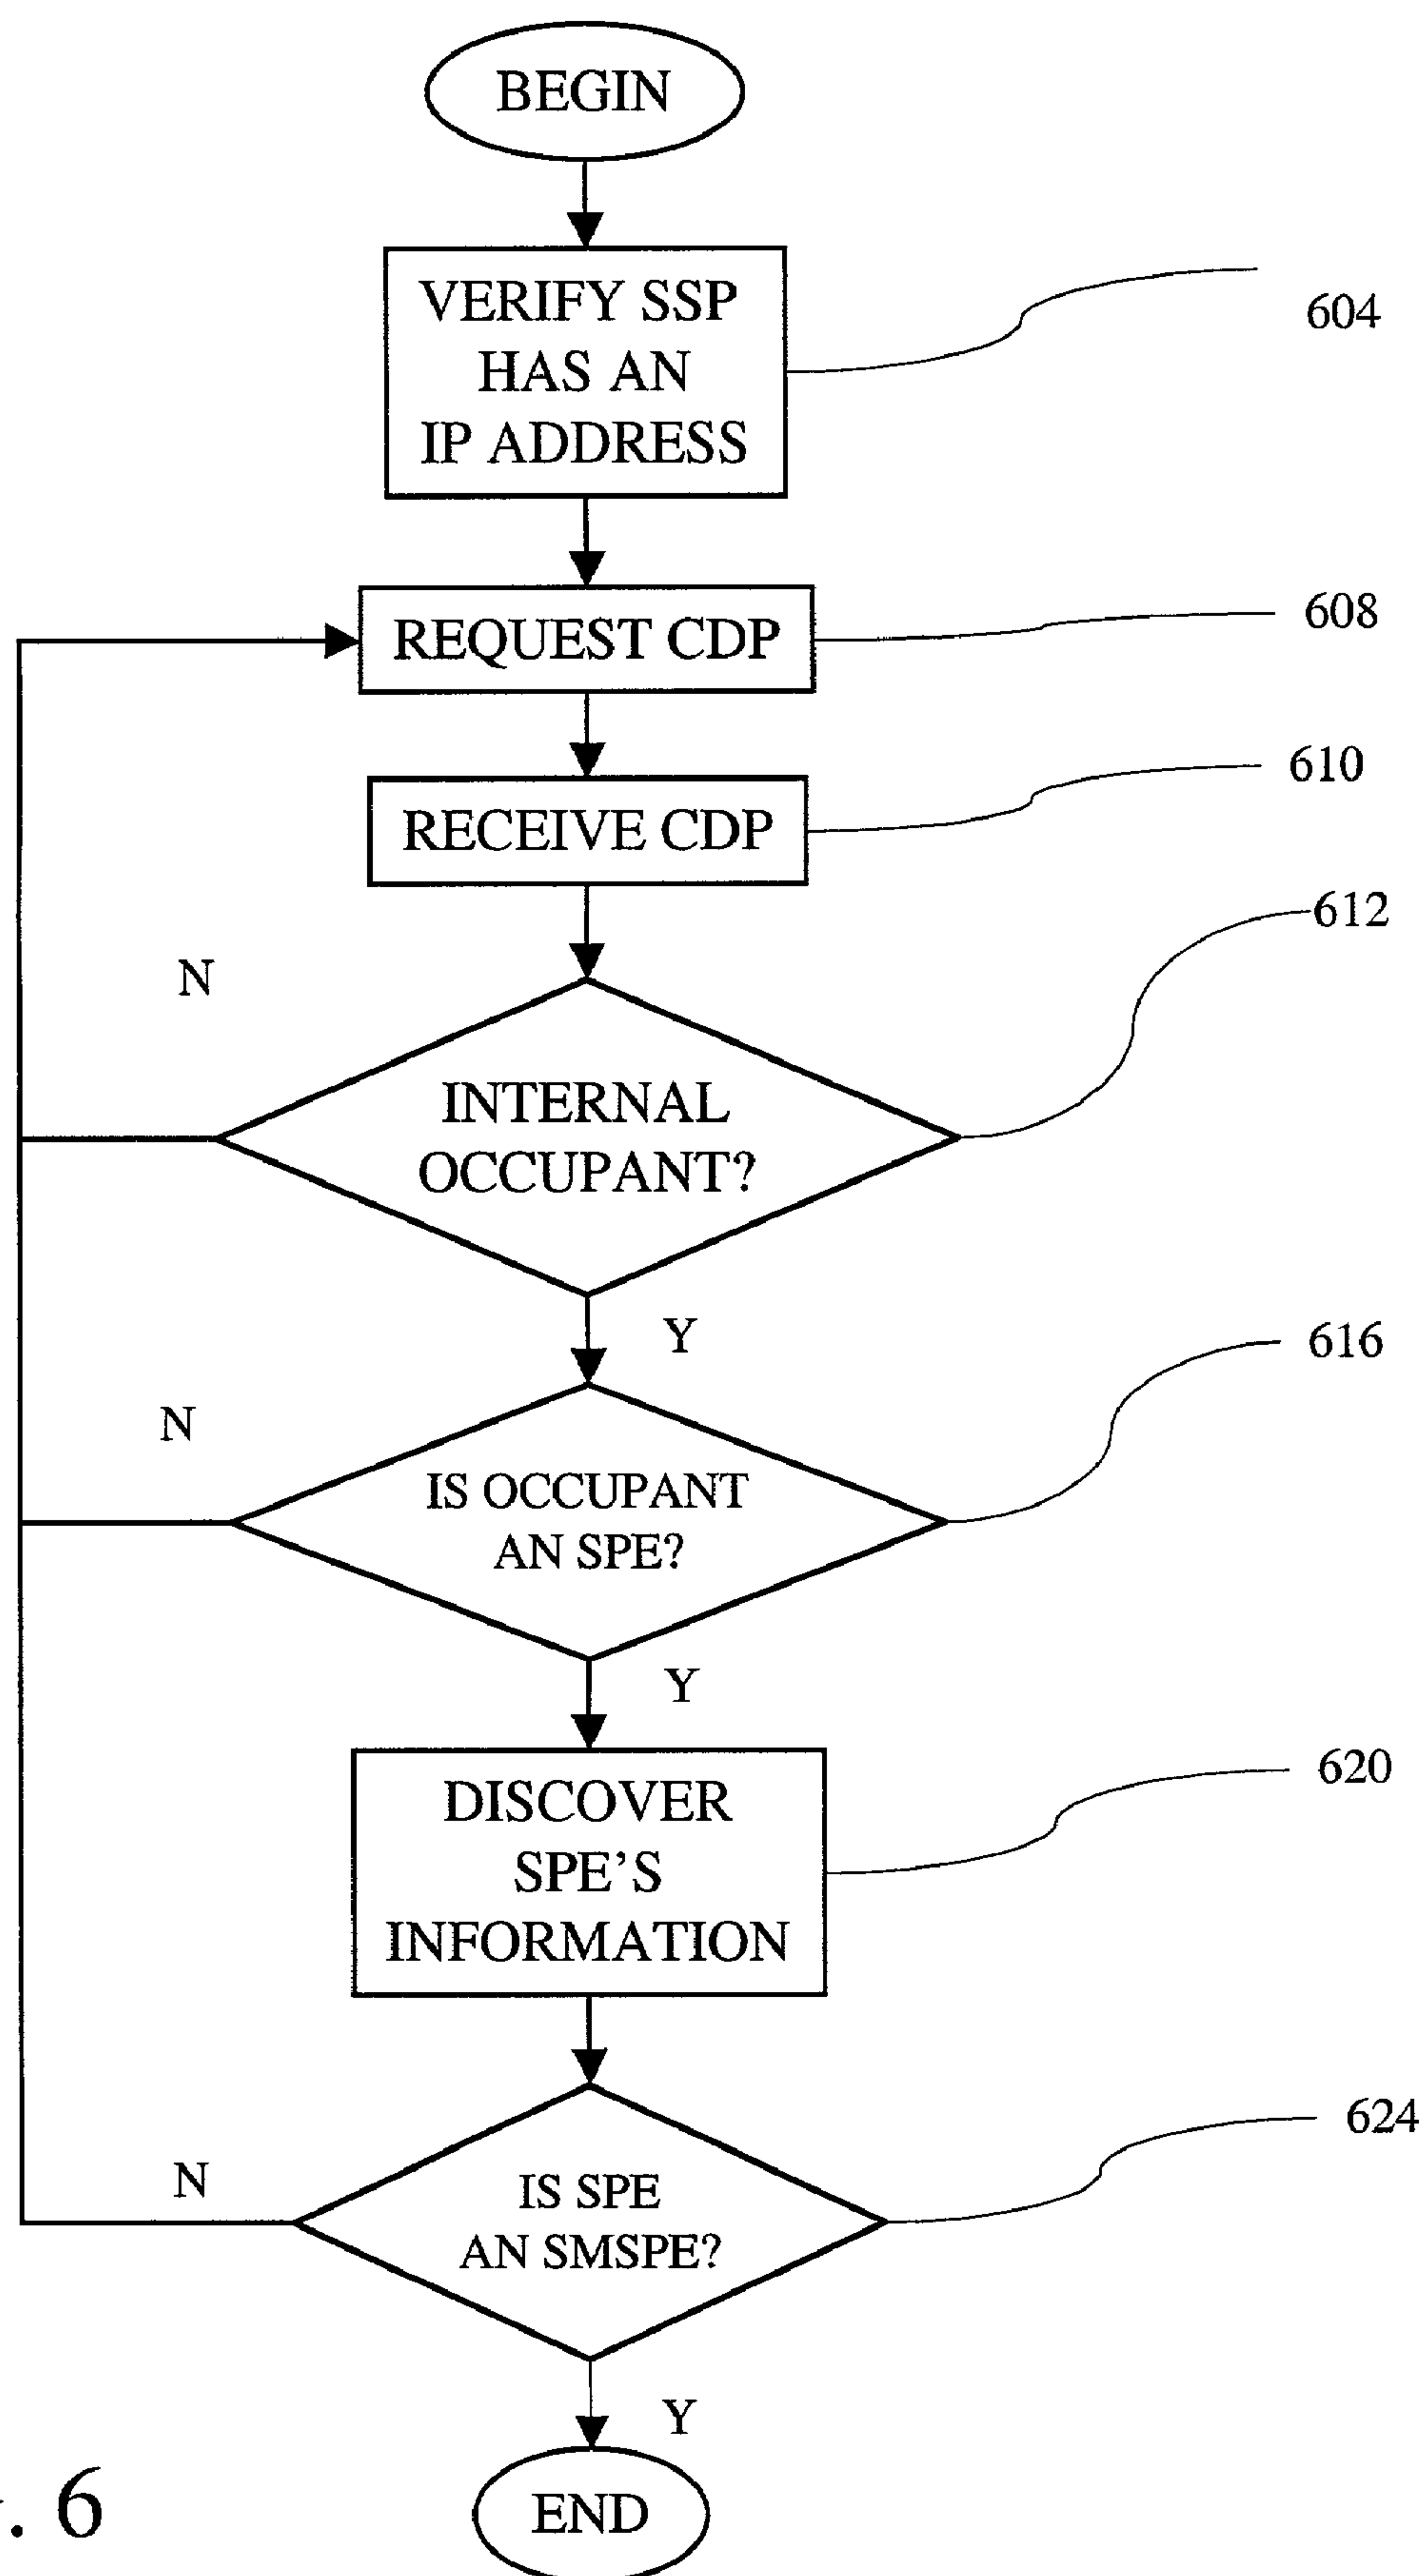 BEGIN
VERIFY SSP
HAS AN
IP ADDRESS
604
REQUEST CDP
608
RECEIVE CDP
610
612
N
INTERNAL
OCCUPANT?
Y
616
N
IS OCCUPANT
AN SPE?
Y
DISCOVER
SPE'S
INFORMATION
620
624
N
IS SPE
AN SMSPE?
Y
END
. 6